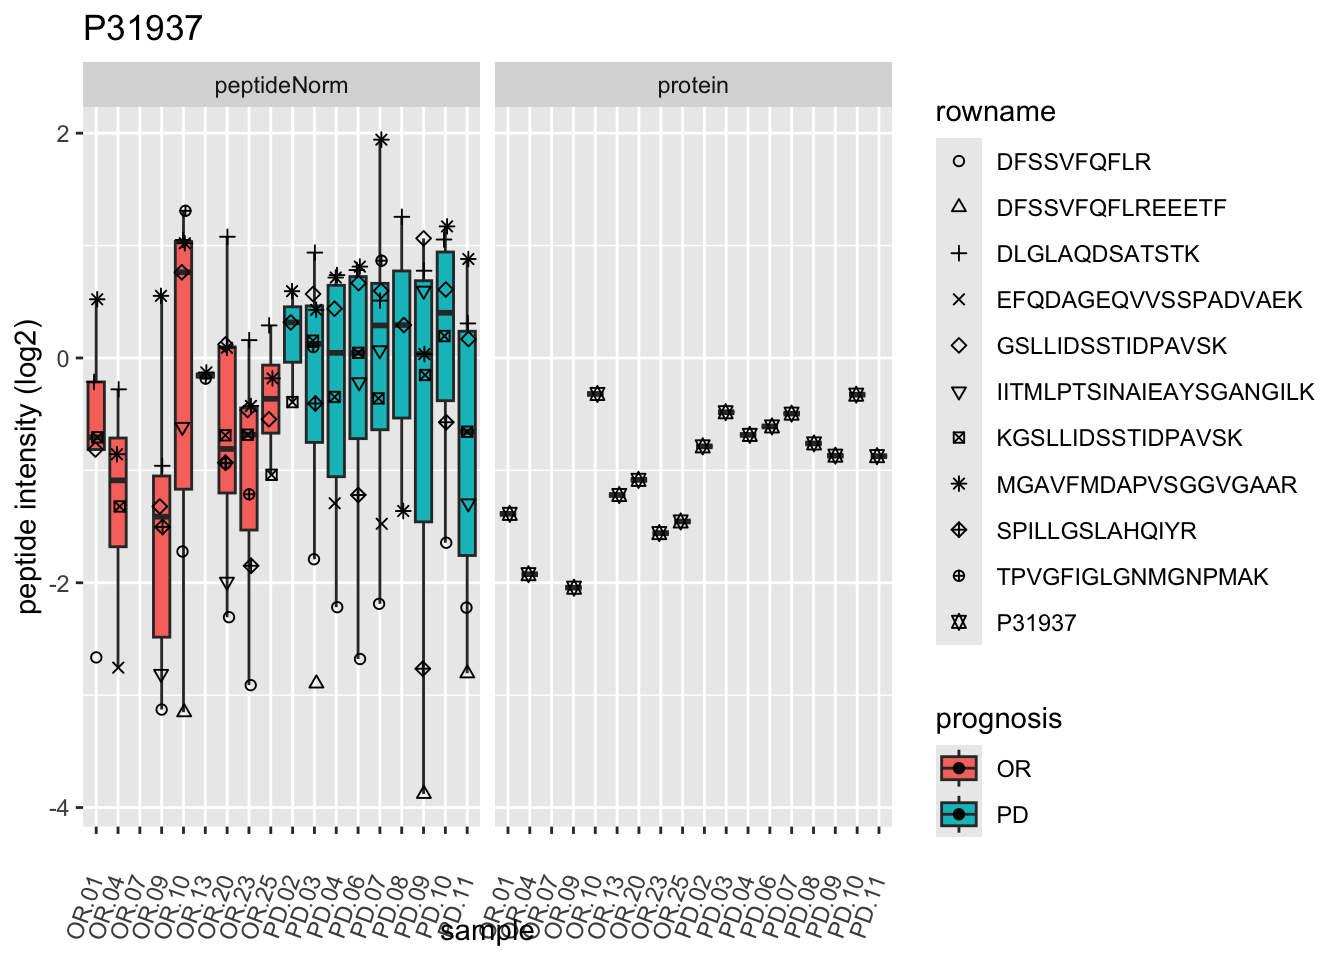 P31937
peptideNorm
protein
2
0
-2
-4
peptide intensity (log2)
OR.01
OR.04
OR.07
OR.09
OR.10
OR.13
OR.20
OR.23
OR.25
PD.02
PD.03
PD.04
PD.06
PD.07
PD.08
PD.09
PD.10
PD.11
OR.01
OR.04
OR.07
OR.09
OR.10
OR.13
OR.20
OR.23
OR.25
PD.02
PD.03
PD.04
PD.06
PD.07
PD.08
PD.09
PD.10
PD.11
sample
rowname
DFSSVFQFLR
DFSSVFQFLREEETF
DLGLAQDSATSTK
EFQDAGEQVVSSPADVAEK
GSLLIDSSTIDPAVSK
IITMLPTSINAIEAYSGANGILK
KGSLLIDSSTIDPAVSK
MGAVFMDAPVSGGVGAAR
SPILLGSLAHQIYR
TPVGFIGLGNMGNPMAK
P31937
prognosis
OR
PD